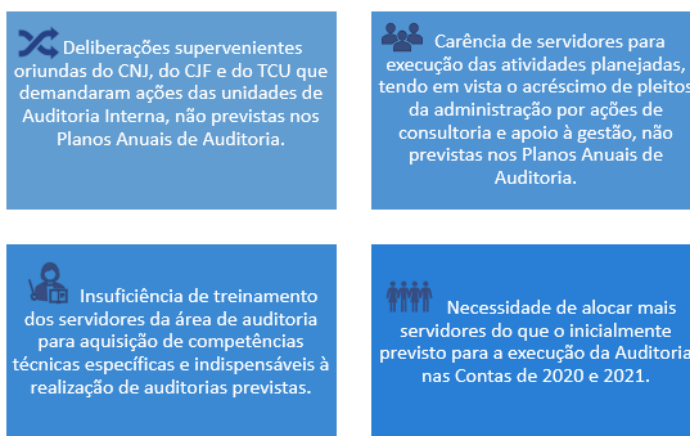 Deliberações supervenientes
oriundas do CNJ, do CJF e do TCU que
demandaram ações das unidades de
Auditoria Interna, não previstas nos
Planos Anuais de Auditoria.
Carência de servidores para
execução das atividades planejadas,
tendo em vista o acréscimo de pleitos
da administração por ações de
consultoria e apoio à gestão, não
previstas nos Planos Anuais de
Auditoria.
Insuficiência de treinamento
dos servidores da área de auditoria
para aquisição de competências
técnicas específicas e indispensáveis à
realização de auditorias previstas.
Necessidade de alocar mais
servidores do que o inicialmente
previsto para a execução da Auditoria
nas Contas de 2020 e 2021.